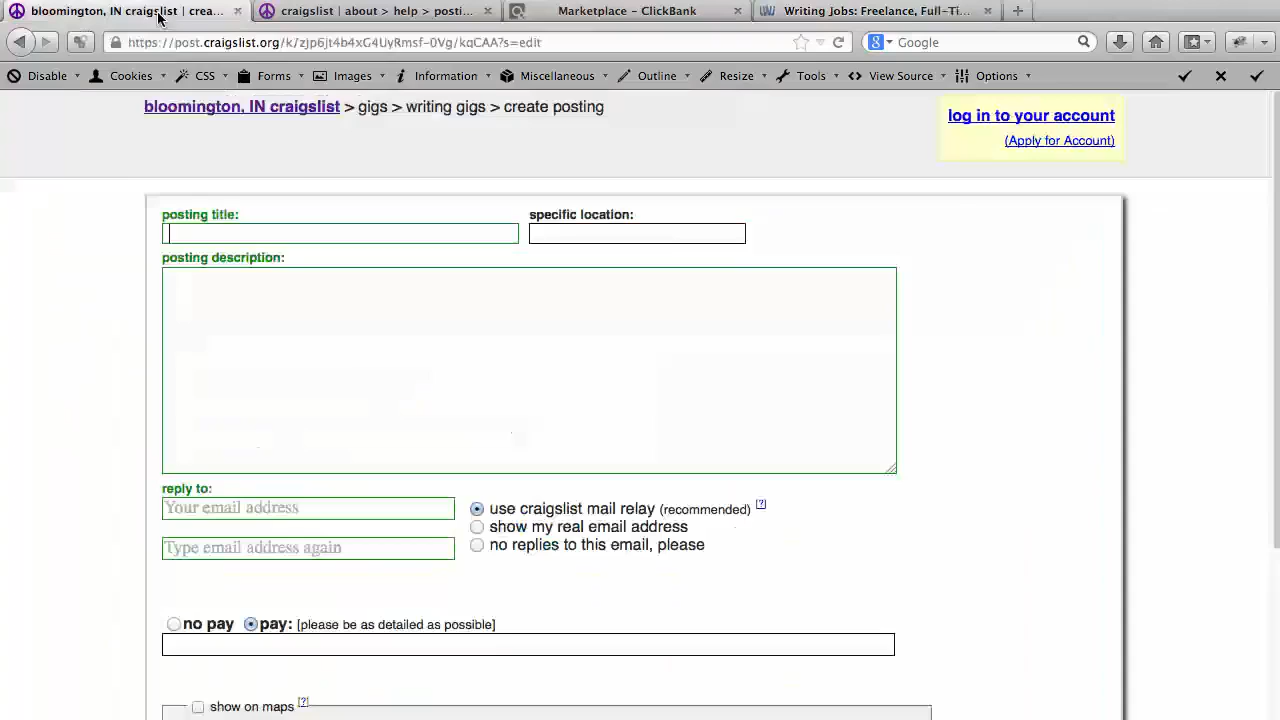 bloomington, IN craigslist | crea... craigslist | about > help > posti... Marketplace - ClickBank Writing Jobs: Freelance, Full-Ti...
https://post.craigslist.org/k/zjp6jt4b4xG4UyRmsf-0Vg/kqCAA?s=edit Google
Disable Cookies CSS Forms Images Information Miscellaneous Outline Resize Tools View Source Options
bloomington, IN craigslist > gigs > writing gigs > create posting
log in to your account
(Apply for Account)
posting title: specific location:
posting description:
reply to:
Your email address
use craigslist mail relay (recommended) [?]
show my real email address
Type email address again
no replies to this email, please
no pay pay: [please be as detailed as possible]
show on maps [?]